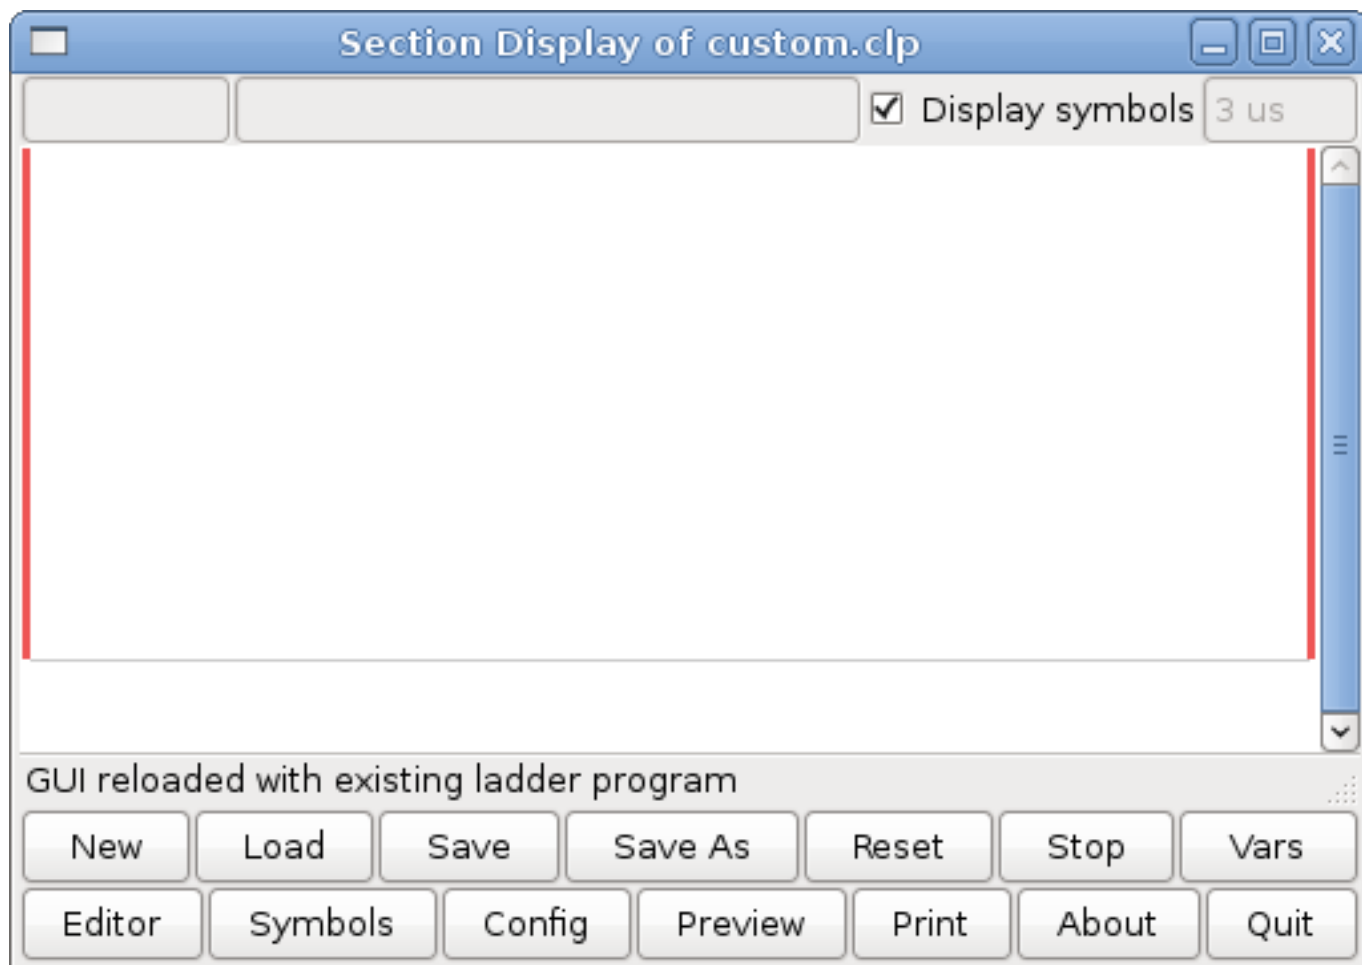 Section Display of custom.clp
Display symbols 3 us
GUI reloaded with existing ladder program
New Load Save Save As Reset Stop Vars
Editor Symbols Config Preview Print About Quit